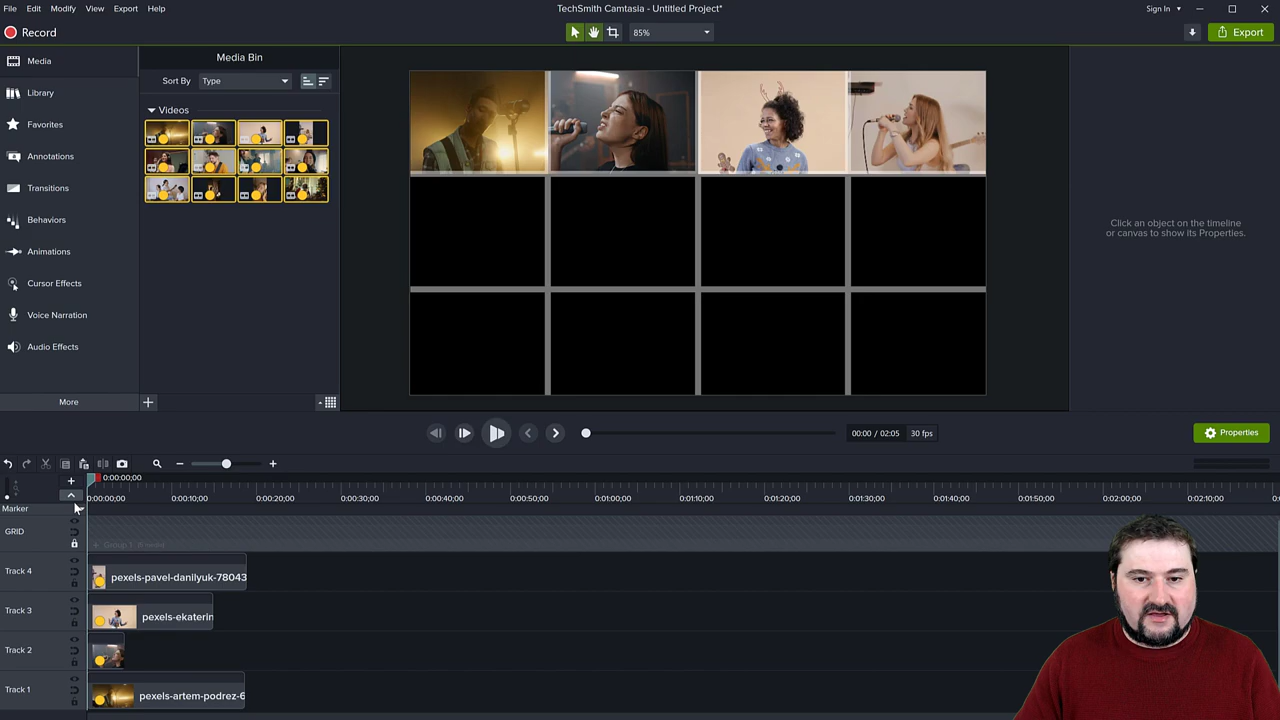 File Edit Modify View Export Help
TechSmith Camtasia - Untitled Project*
Sign In
Record
85%
Export
Media
Library
Favorites
Annotations
Transitions
Behaviors
Animations
Cursor Effects
Voice Narration
Audio Effects
More
Media Bin
Sort By Type
Videos
Click an object on the timeline
or canvas to show its Properties.
00:00 / 02:05 30 fps
Properties
0:00:00;00
0:00:00;00 0:00:10;00 0:00:20;00 0:00:30;00 0:00:40;00 0:00:50;00 0:01:00;00 0:01:10;00 0:01:20;00 0:01:30;00 0:01:40;00 0:01:50;00 0:02:00;00 0:02:10;00
Marker
GRID
+ Group 1
Track 4
pexels-pavel-danilyuk-78043
Track 3
pexels-ekaterin
Track 2
Track 1
pexels-artem-podrez-6